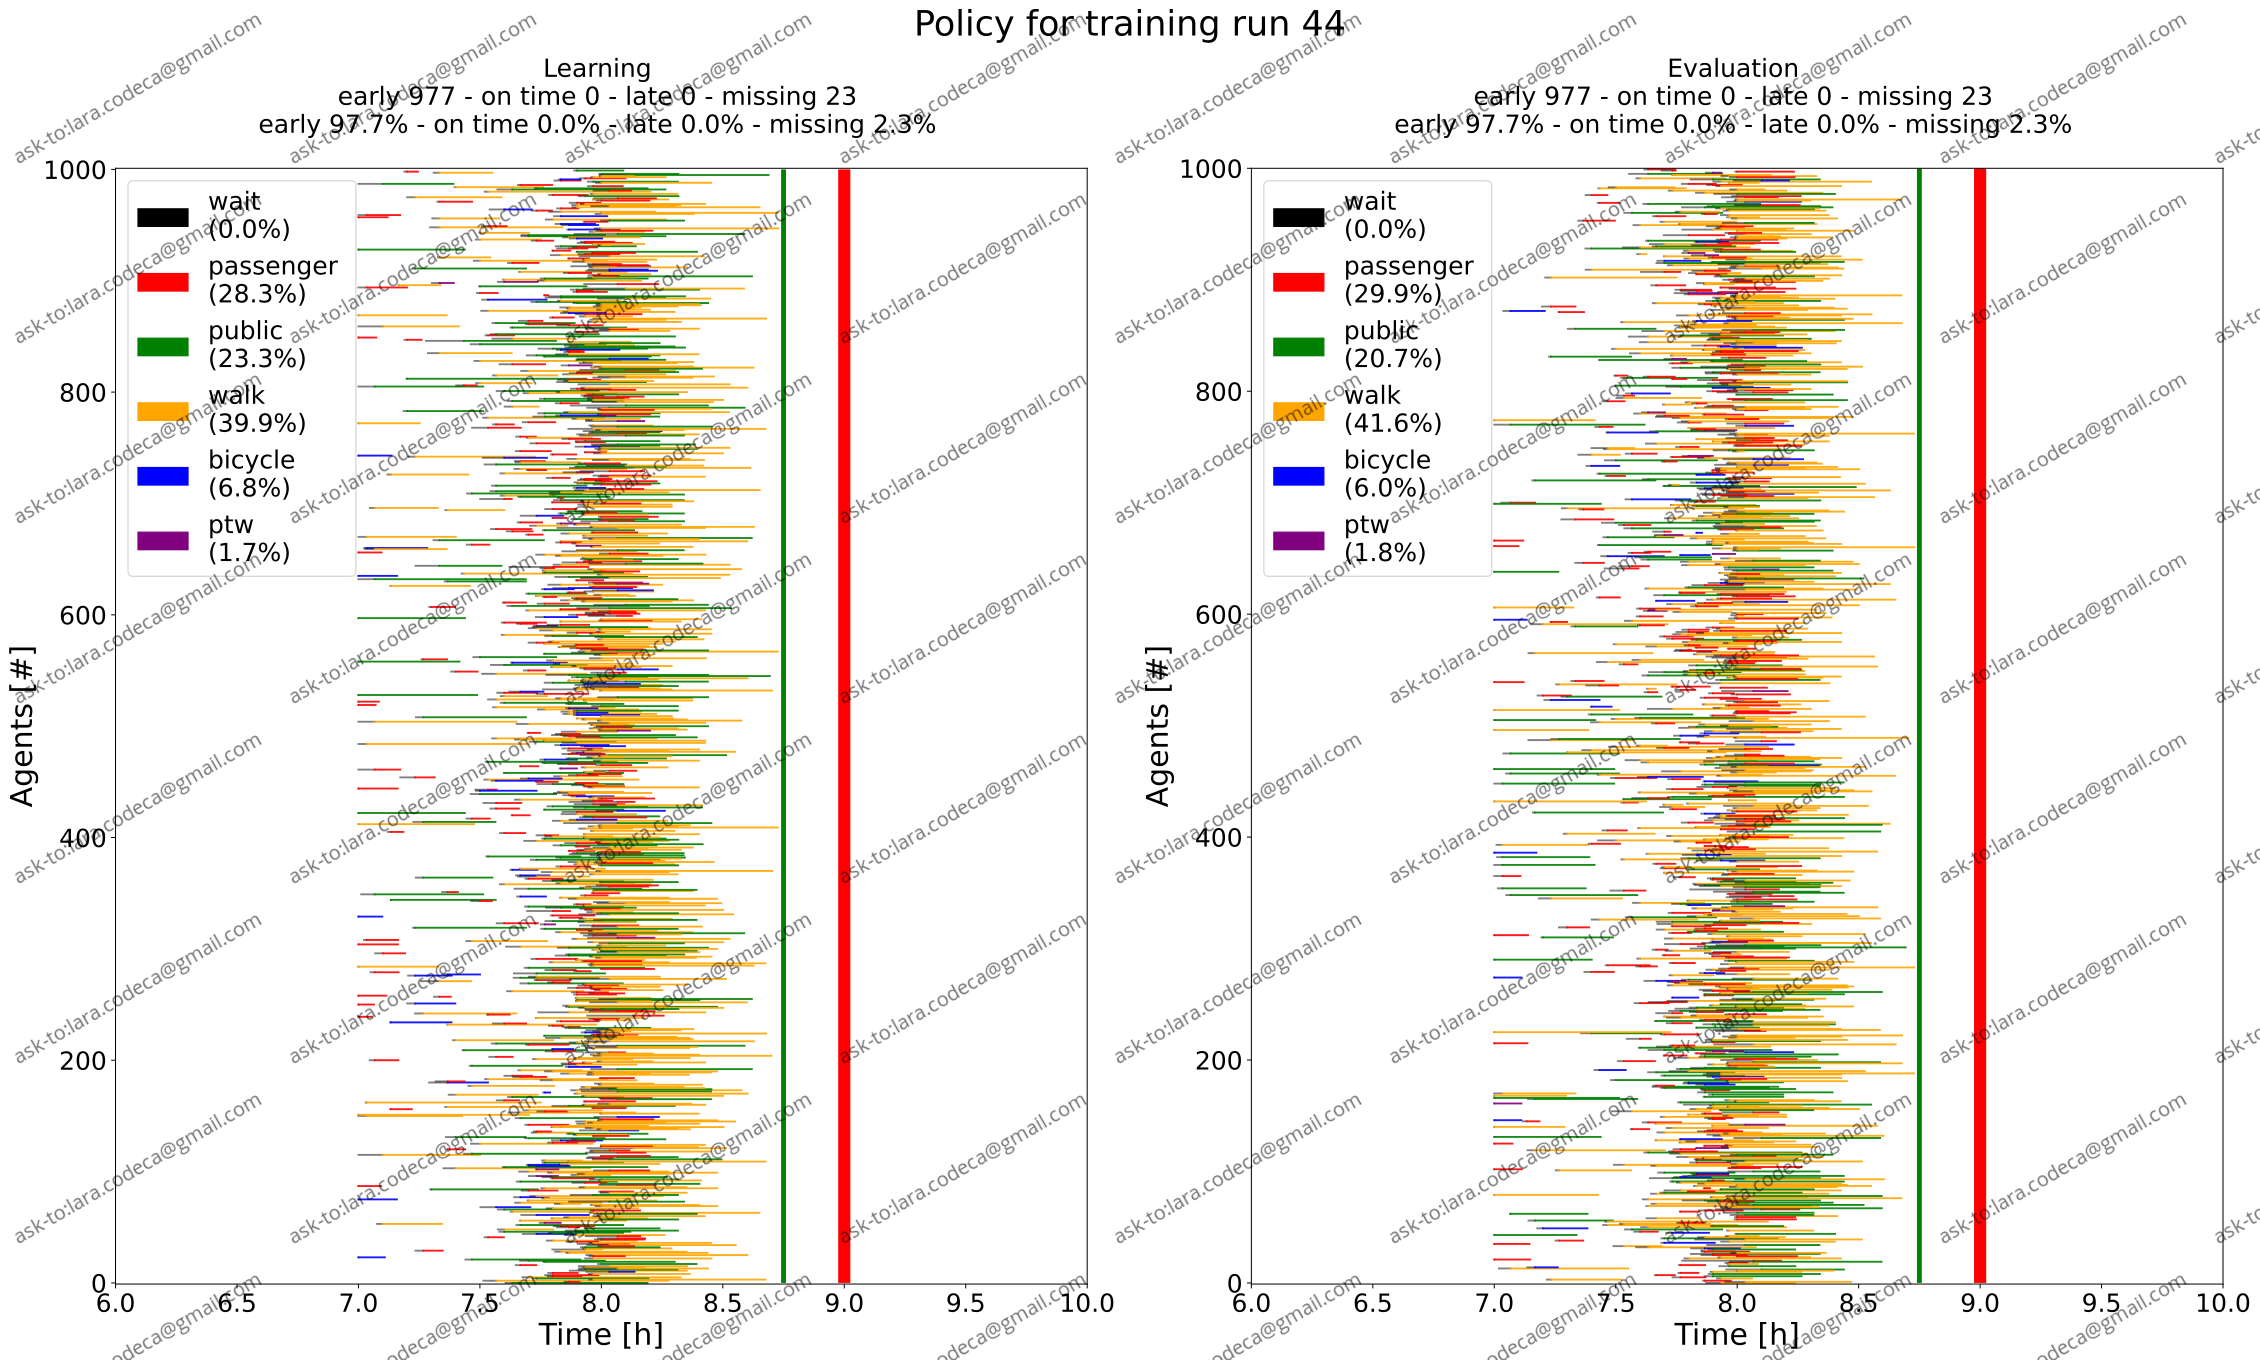 Policy for training run 44
Learning
early 977 - on time 0 - late 0 - missing 23
early 97.7% - on time 0.0% - late 0.0% - missing 2.3%
1000
800
600
400
200
0
Agents [#]
wait
(0.0%)
passenger
(28.3%)
public
(23.3%)
walk
(39.9%)
bicycle
(6.8%)
ptw
(1.7%)
6.0 6.5 7.0 7.5 8.0 8.5 9.0 9.5 10.0
Time [h]
Evaluation
early 977 - on time 0 - late 0 - missing 23
early 97.7% - on time 0.0% - late 0.0% - missing 2.3%
1000
800
600
400
200
0
Agents [#]
wait
(0.0%)
passenger
(29.9%)
public
(20.7%)
walk
(41.6%)
bicycle
(6.0%)
ptw
(1.8%)
6.0 6.5 7.0 7.5 8.0 8.5 9.0 9.5 10.0
Time [h]
ask-to:lara.codeca@gmail.com